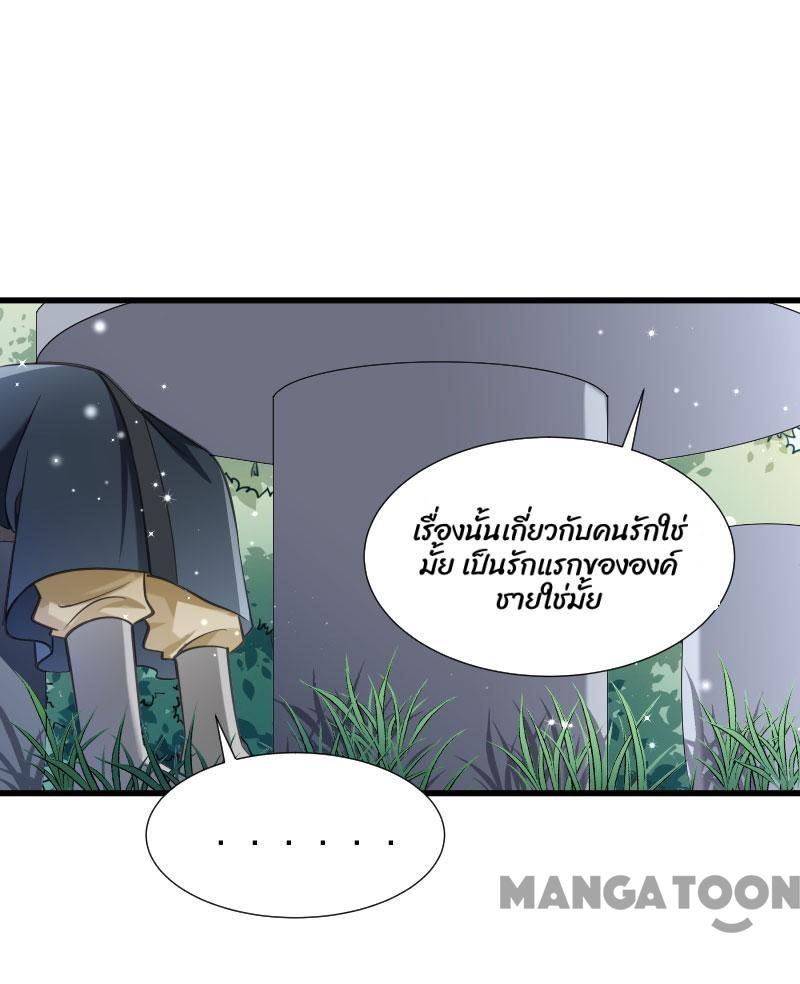 เรื่องนั้นเกี่ยวกับคนรักใช่
มั้ย เป็นรักแรกขององค์
ชายใช่มั้ย
. . . . . .
MANGATOON